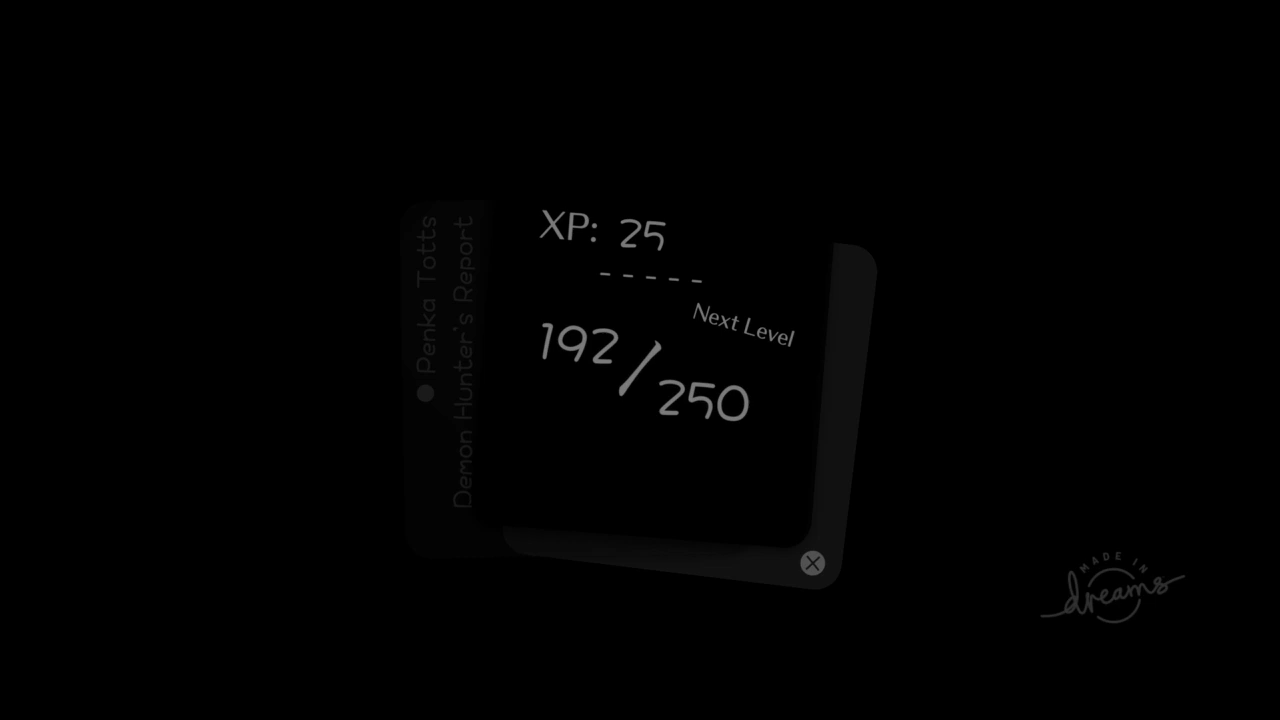 Penka Totts
Demon Hunter's Report
XP: 25
-----
Next Level
192/250
MADE IN
dreams